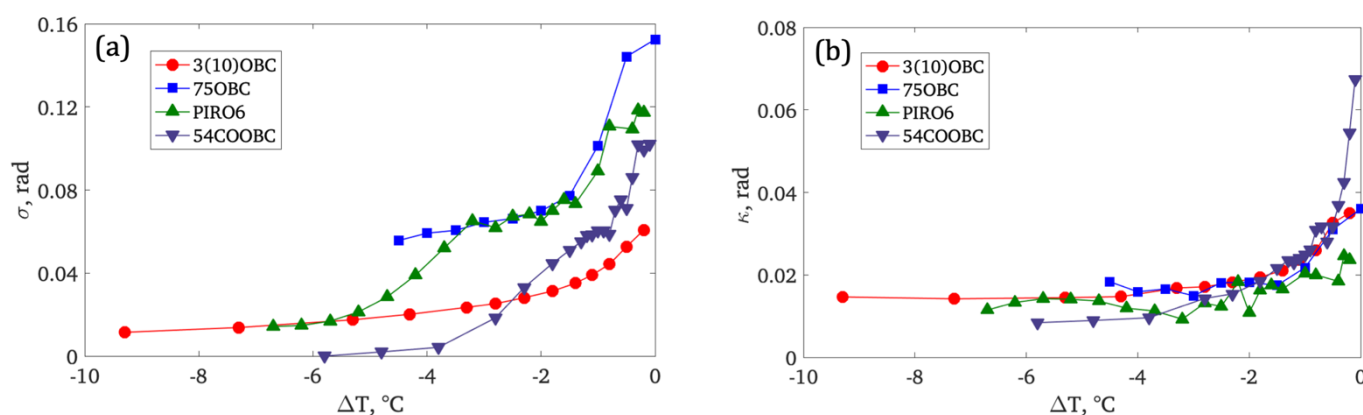 (a)
3(10)OBC
75OBC
PIRO6
54COOBC
0.16
0.12
0.08
0.04
0
σ, rad
-10
-8
-6
-4
-2
0
ΔT, °C
(b)
3(10)OBC
75OBC
PIRO6
54COOBC
0.08
0.06
0.04
0.02
0
κ, rad
-10
-8
-6
-4
-2
0
ΔT, °C